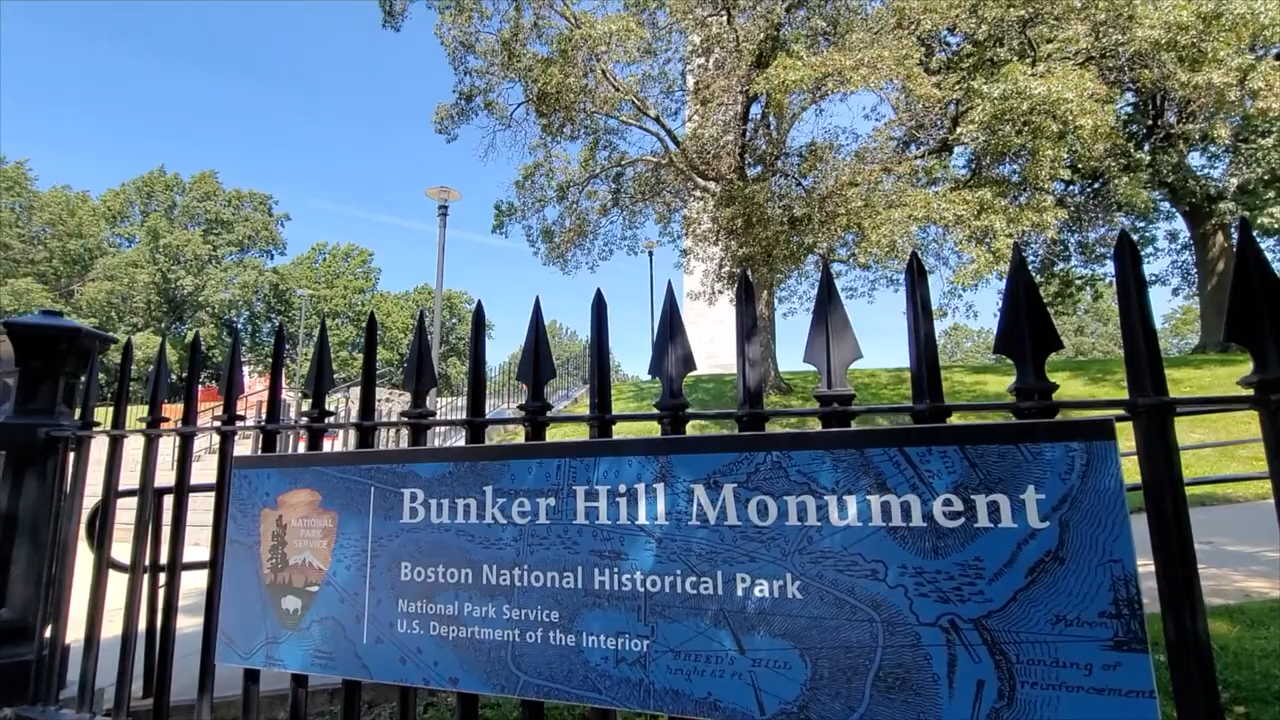 Bunker Hill Monument
NATIONAL
PARK
SERVICE
Boston National Historical Park
National Park Service
U.S. Department of the Interior
BREED'S HILL
height 62 Ft.
Landing of
reinforcement